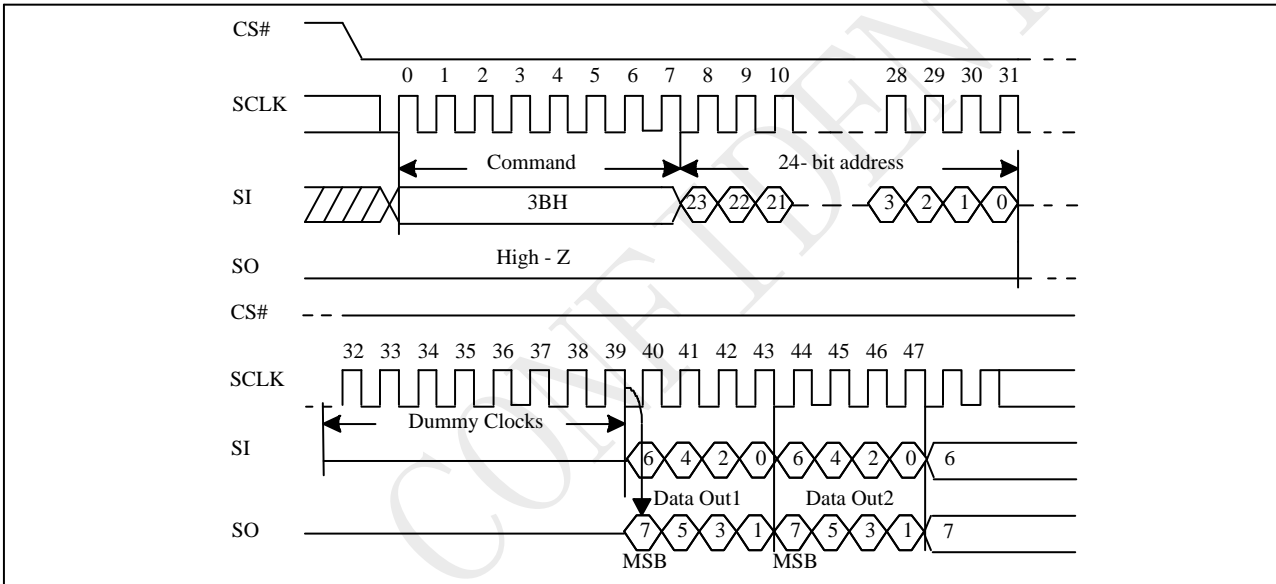 CS#
0 1 2 3 4 5 6 7 8 9 10 28 29 30 31
SCLK
Command 24- bit address
SI 3BH 23 22 21 3 2 1 0
High - Z
SO
CS#
32 33 34 35 36 37 38 39 40 41 42 43 44 45 46 47
SCLK
Dummy Clocks
SI 6 4 2 0 6 4 2 0 6
Data Out1 Data Out2
SO 7 5 3 1 7 5 3 1 7
MSB MSB
CONFIDENT